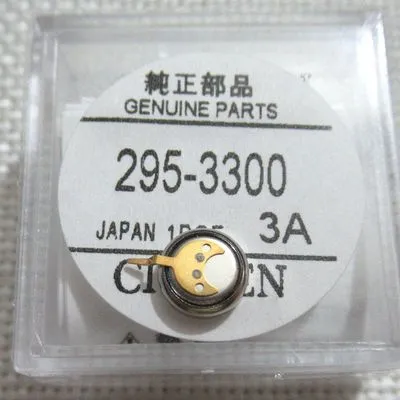 純正部品
GENUINE PARTS
295-3300
JAPAN 3A